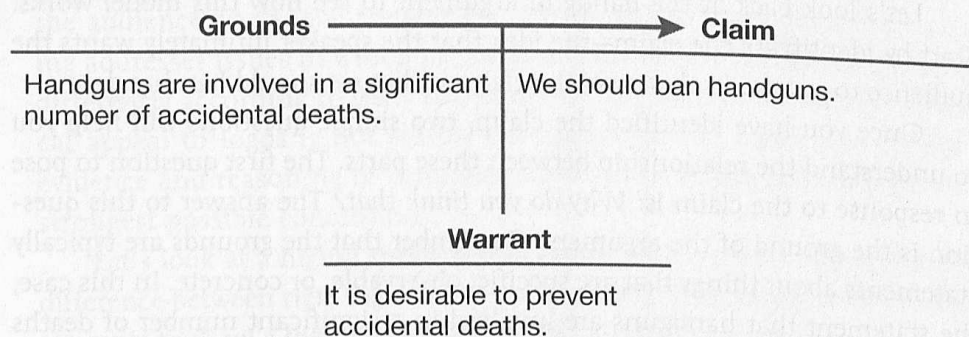 Grounds Claim
Handguns are involved in a significant We should ban handguns.
number of accidental deaths.
Warrant
It is desirable to prevent
accidental deaths.